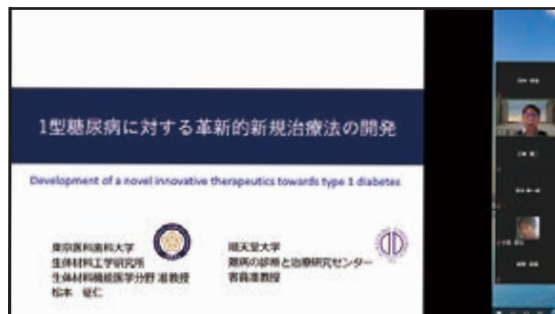 1型糖尿病に対する革新的新規治療法の開発
Development of a novel innovative therapeutics towards type 1 diabetes
東京医科歯科大学
生体材料工学研究所
生体材料機能医学分野 准教授
松本 征仁
順天堂大学
難病の診断と治療研究センター
客員准教授